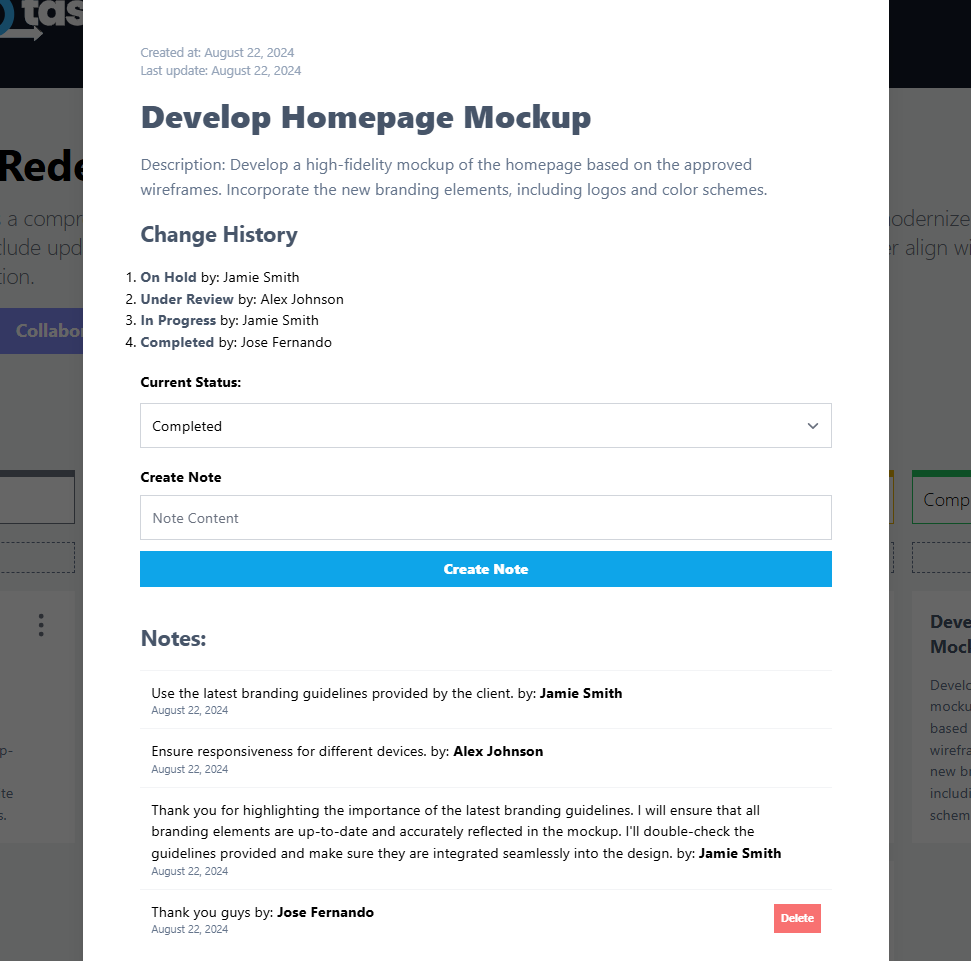 tas
Created at: August 22, 2024
Last update: August 22, 2024
Develop Homepage Mockup
Description: Develop a high-fidelity mockup of the homepage based on the approved
wireframes. Incorporate the new branding elements, including logos and color schemes.
Change History
1. On Hold by: Jamie Smith
2. Under Review by: Alex Johnson
3. In Progress by: Jamie Smith
4. Completed by: Jose Fernando
Current Status:
Completed
Create Note
Note Content
Create Note
Notes:
Use the latest branding guidelines provided by the client. by: Jamie Smith
August 22, 2024
Ensure responsiveness for different devices. by: Alex Johnson
August 22, 2024
Thank you for highlighting the importance of the latest branding guidelines. I will ensure that all
branding elements are up-to-date and accurately reflected in the mockup. I'll double-check the
guidelines provided and make sure they are integrated seamlessly into the design. by: Jamie Smith
August 22, 2024
Thank you guys by: Jose Fernando
Delete
August 22, 2024
Rede
a compr
clude upd
tion.
Collabor
p-
te
s.
odernize
er align wi
Comp
Deve
Mock
Develo
mocku
based
wirefra
new br
includi
schem